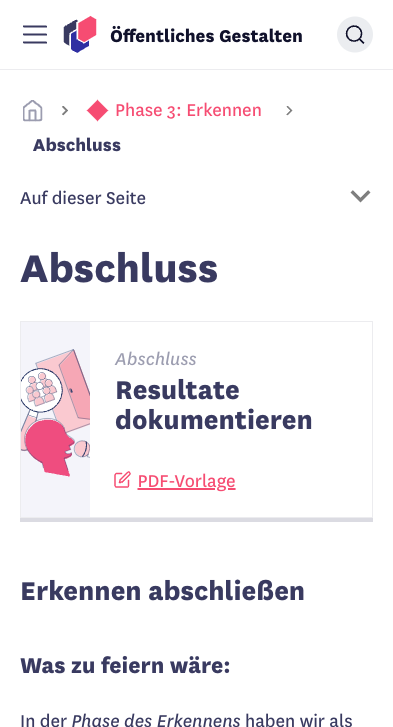 Öffentliches Gestalten
Phase 3: Erkennen
Abschluss
Auf dieser Seite
Abschluss
Abschluss
Resultate
dokumentieren
PDF-Vorlage
Erkennen abschließen
Was zu feiern wäre:
In der Phase des Erkennens haben wir als